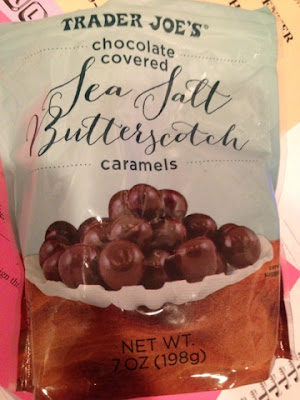 TRADER JOE'S®
chocolate
covered
Sea Salt
Butterscotch
caramels
NET WT.
7 OZ (198g)